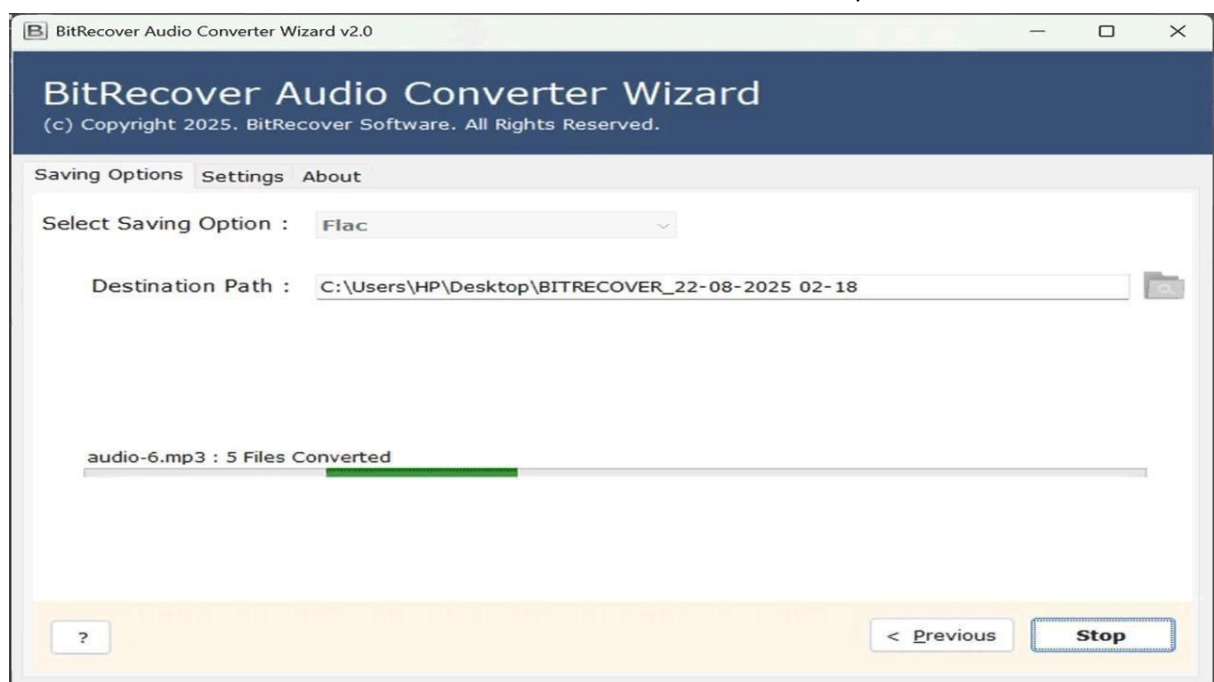 BitRecover Audio Converter Wizard v2.0
BitRecover Audio Converter Wizard
(c) Copyright 2025. BitRecover Software. All Rights Reserved.
Saving Options Settings About
Select Saving Option : Flac
Destination Path : C:\Users\HP\Desktop\BITRECOVER_22-08-2025 02-18
audio-6.mp3 : 5 Files Converted
? < Previous Stop